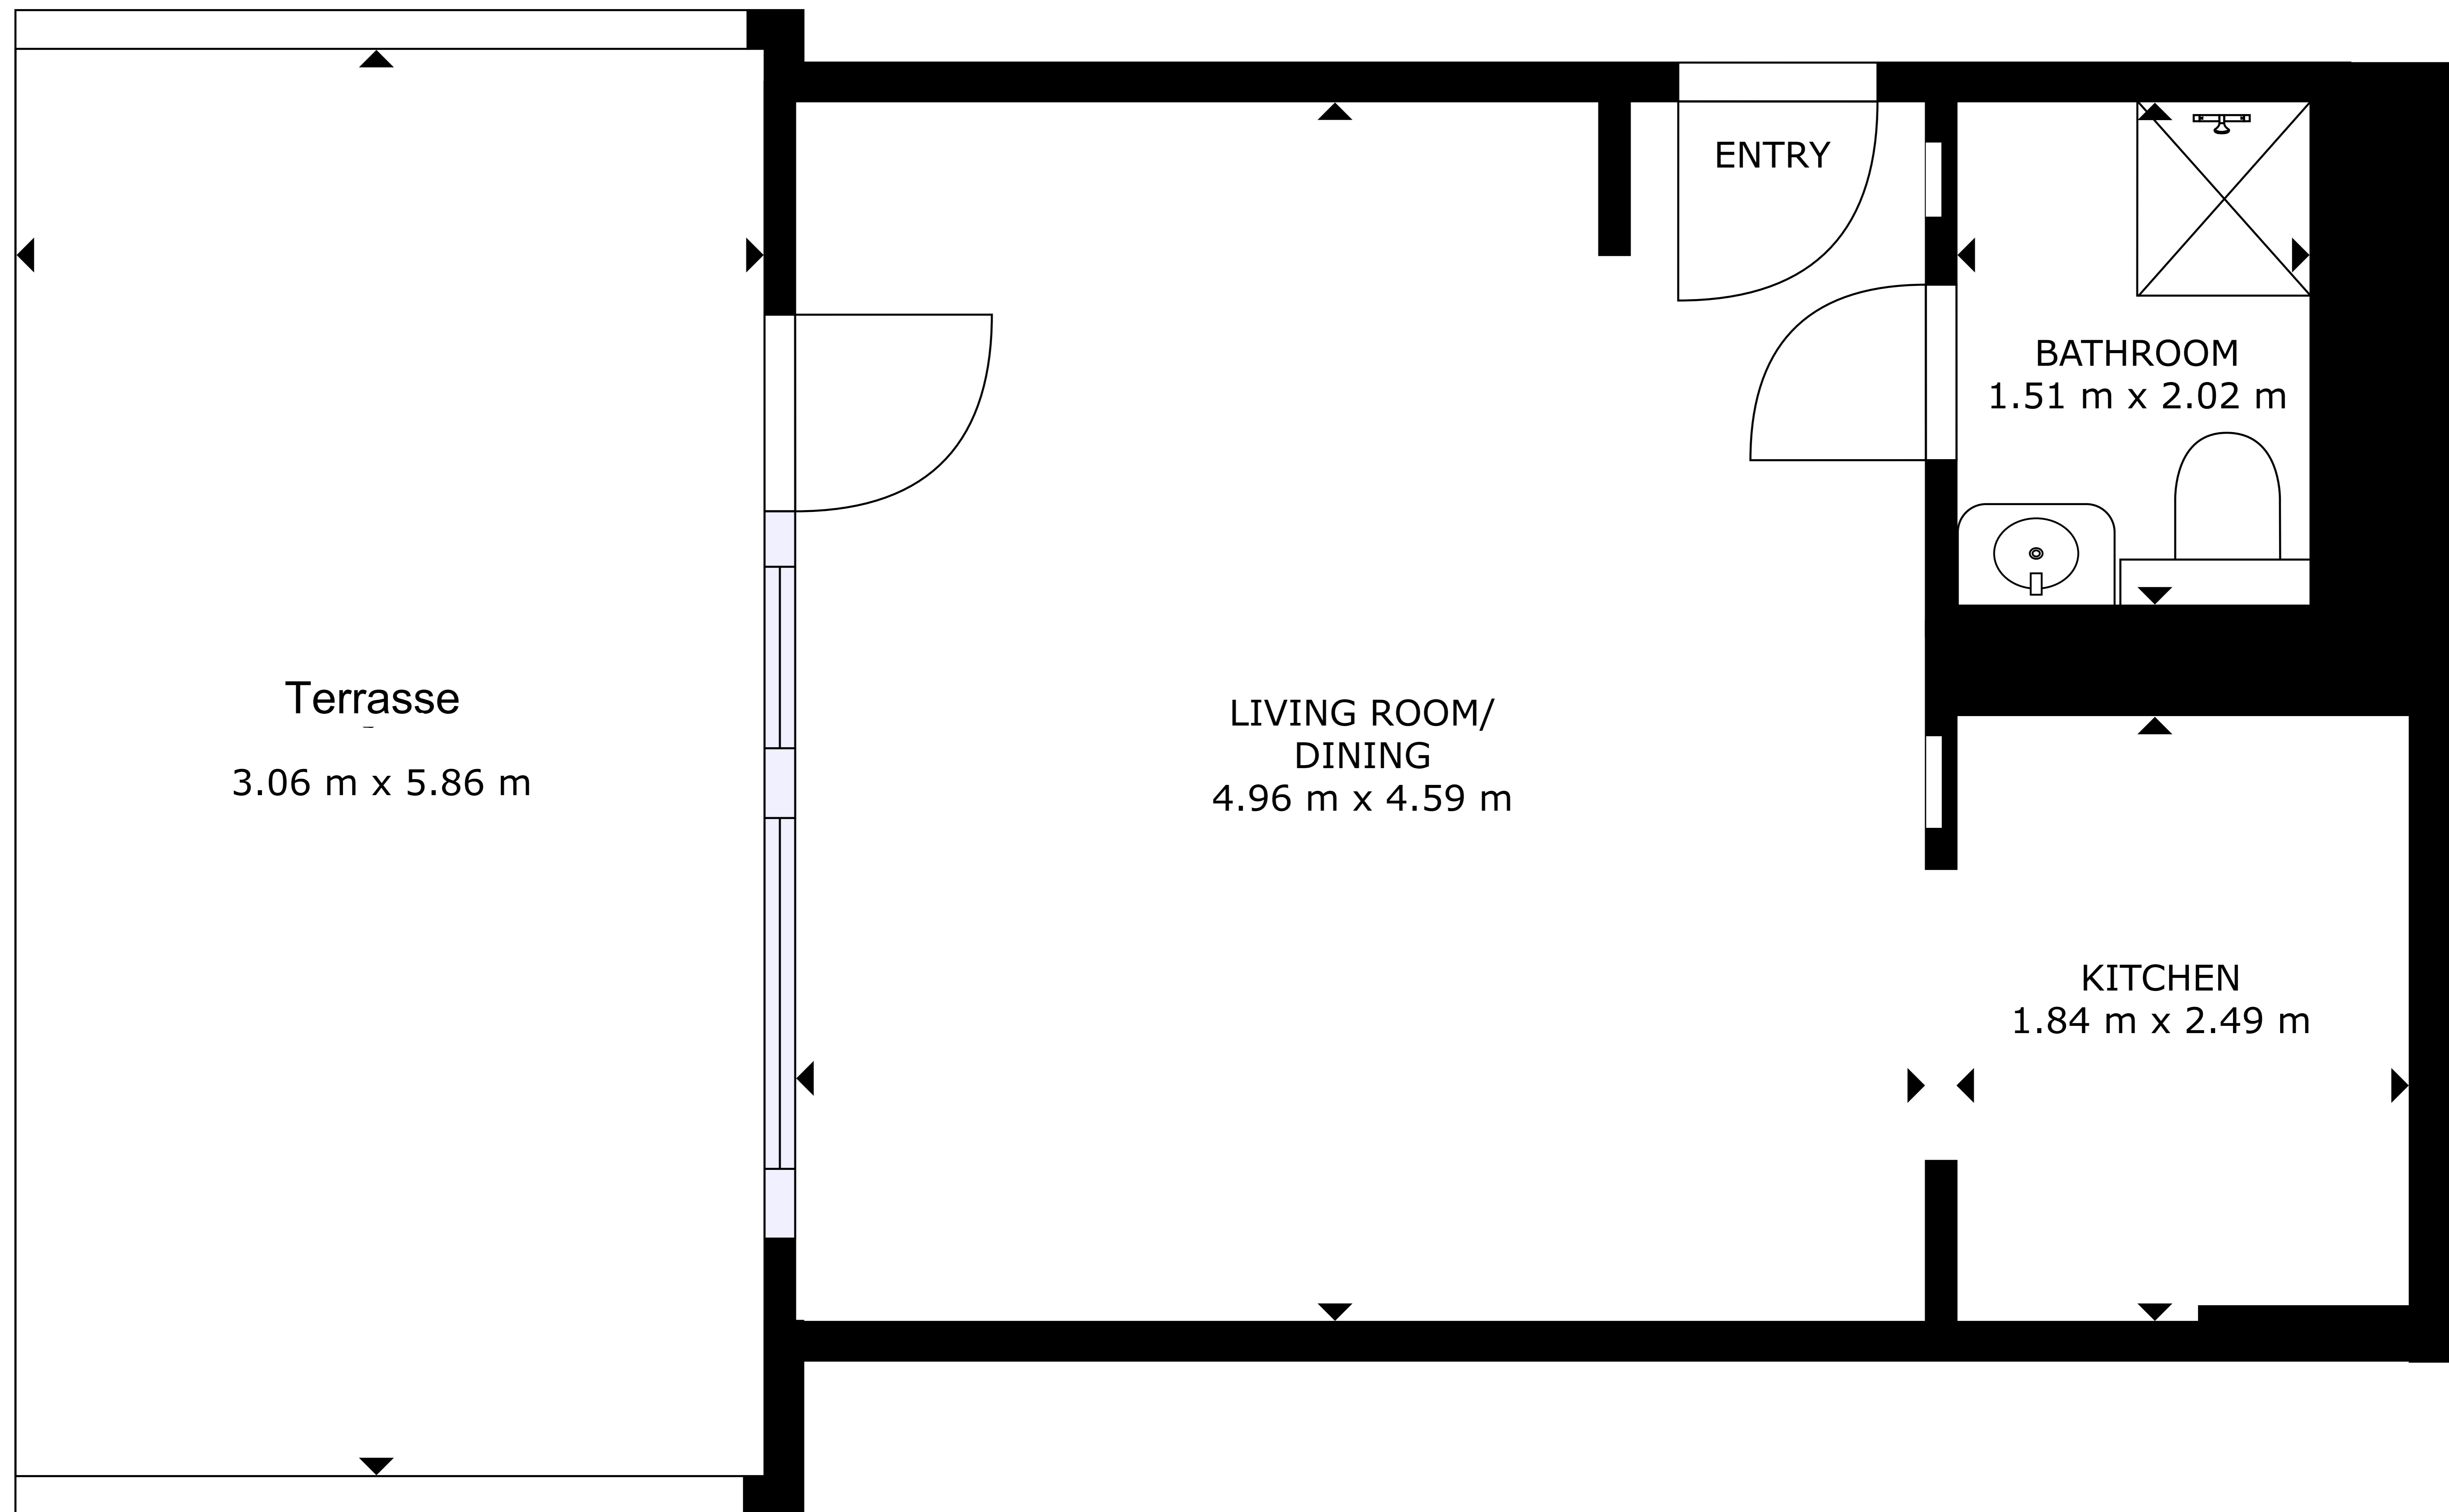 ENTRY
BATHROOM
1.51 m x 2.02 m
Terrasse
3.06 m x 5.86 m
LIVING ROOM/
DINING
4.96 m x 4.59 m
KITCHEN
1.84 m x 2.49 m